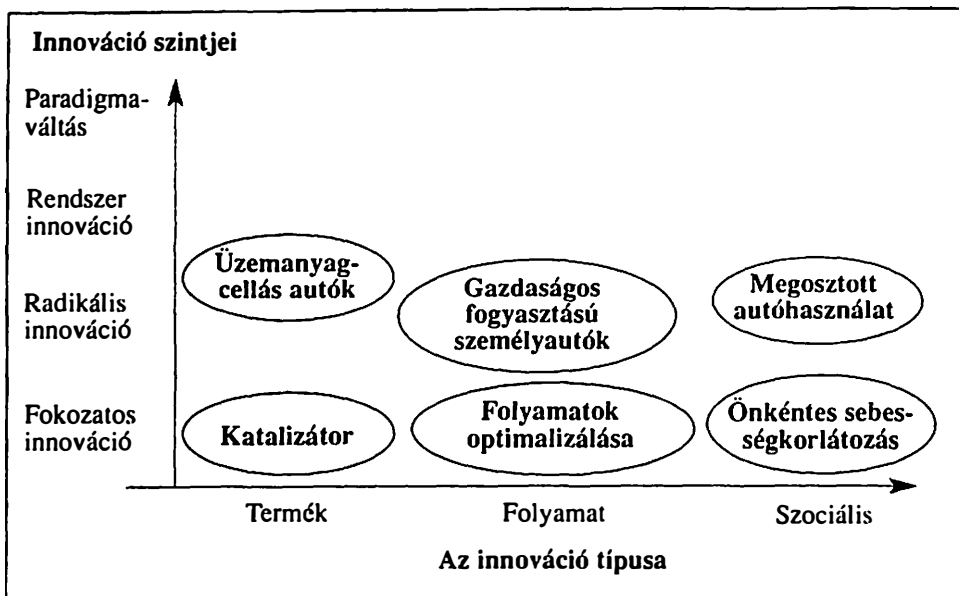 Innováció szintjei
Paradigma-
váltás
Rendszer
innováció
Radikális
innováció
Fokozatos
innováció
Üzemanyag-
cellás autók
Gazdaságos
fogyasztású
személyautók
Megosztott
autóhasználat
Katalizátor
Folyamatok
optimalizálása
Önkéntes sebes-
ségkorlátozás
Termék
Folyamat
Szociális
Az innováció típusa